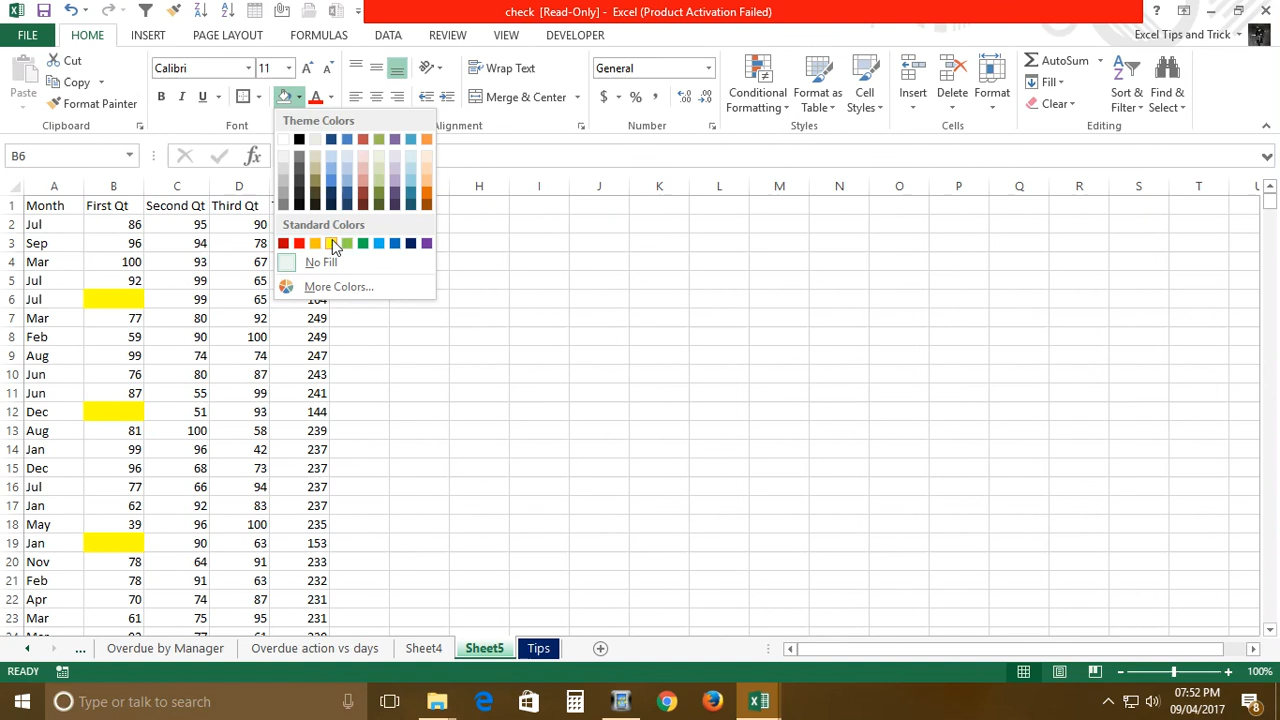 check [Read-Only] - Excel (Product Activation Failed)
FILE HOME INSERT PAGE LAYOUT FORMULAS DATA REVIEW VIEW DEVELOPER Excel Tips and Trick
Paste
Cut
Copy
Format Painter
Clipboard
Calibri 11
B I U
Font
Wrap Text
Merge & Center
Alignment
General
$ % ,
Number
Conditional Formatting
Format as Table
Cell Styles
Styles
Insert
Delete
Format
Cells
AutoSum
Fill
Clear
Sort & Filter
Find & Select
Editing
Theme Colors
Standard Colors
No Fill
More Colors...
B6 fx
A B C D H I J K L M N O P Q R S T U
1 Month First Qt Second Qt Third Qt
2 Jul 86 95 90
3 Sep 96 94 78
4 Mar 100 93 67
5 Jul 92 99 65
6 Jul 99 65 164
7 Mar 77 80 92 249
8 Feb 59 90 100 249
9 Aug 99 74 74 247
10 Jun 76 80 87 243
11 Jun 87 55 99 241
12 Dec 51 93 144
13 Aug 81 100 58 239
14 Jan 99 96 42 237
15 Dec 96 68 73 237
16 Jul 77 66 94 237
17 Jan 62 92 83 237
18 May 39 96 100 235
19 Jan 90 63 153
20 Nov 78 64 91 233
21 Feb 78 91 63 232
22 Apr 70 74 87 231
23 Mar 61 75 95 231
... Overdue by Manager Overdue action vs days Sheet4 Sheet5 Tips
READY 100%
Type or talk to search
07:52 PM
09/04/2017
8